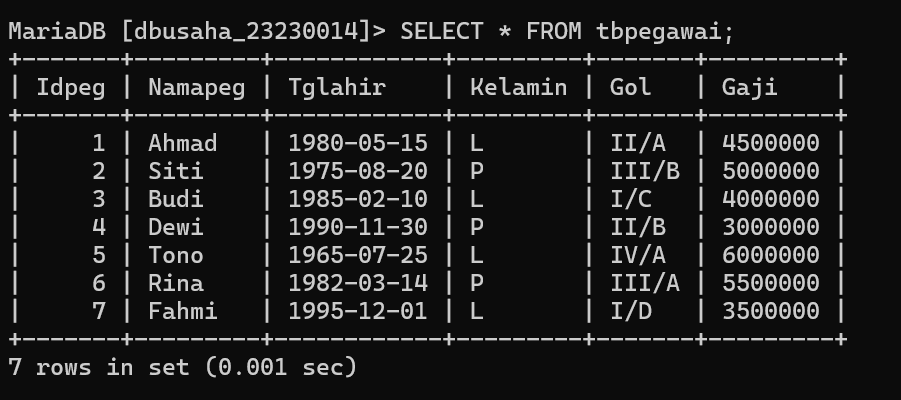 MariaDB [dbusaha_23230014]> SELECT * FROM tbpegawai;
+-------+---------+------------+---------+-------+---------+
| Idpeg | Namapeg | Tglahir    | Kelamin | Gol   | Gaji    |
+-------+---------+------------+---------+-------+---------+
|     1 | Ahmad   | 1980-05-15 | L       | II/A  | 4500000 |
|     2 | Siti    | 1975-08-20 | P       | III/B | 5000000 |
|     3 | Budi    | 1985-02-10 | L       | I/C   | 4000000 |
|     4 | Dewi    | 1990-11-30 | P       | II/B  | 3000000 |
|     5 | Tono    | 1965-07-25 | L       | IV/A  | 6000000 |
|     6 | Rina    | 1982-03-14 | P       | III/A | 5500000 |
|     7 | Fahmi   | 1995-12-01 | L       | I/D   | 3500000 |
+-------+---------+------------+---------+-------+---------+
7 rows in set (0.001 sec)